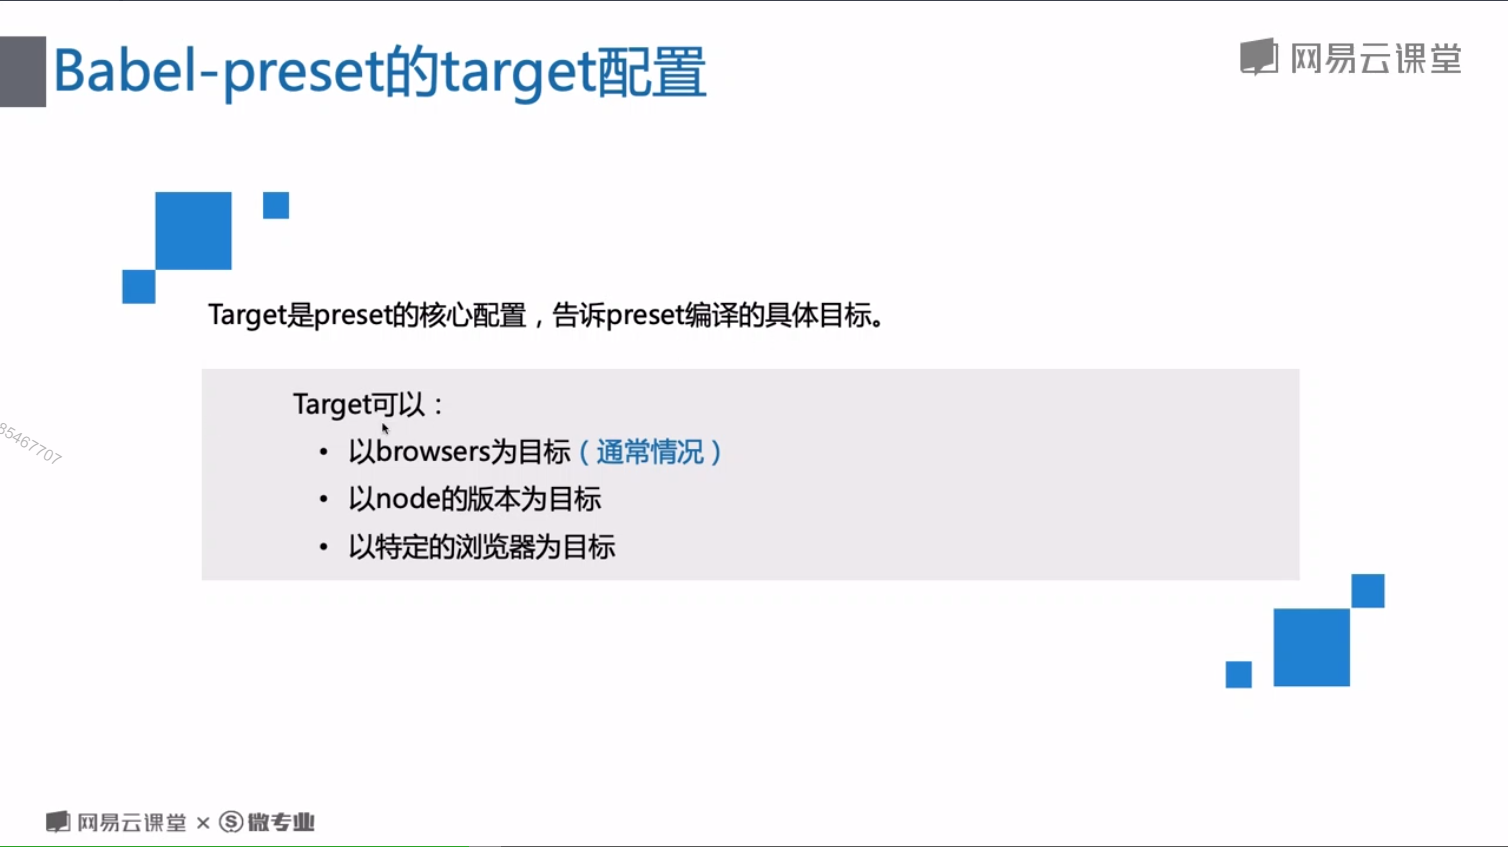 Babel-preset的target配置
网易云课堂
Target是preset的核心配置，告诉preset编译的具体目标。
Target可以：
• 以browsers为目标（通常情况）
• 以node的版本为目标
• 以特定的浏览器为目标
85467707
网易云课堂 × Ⓢ 微专业